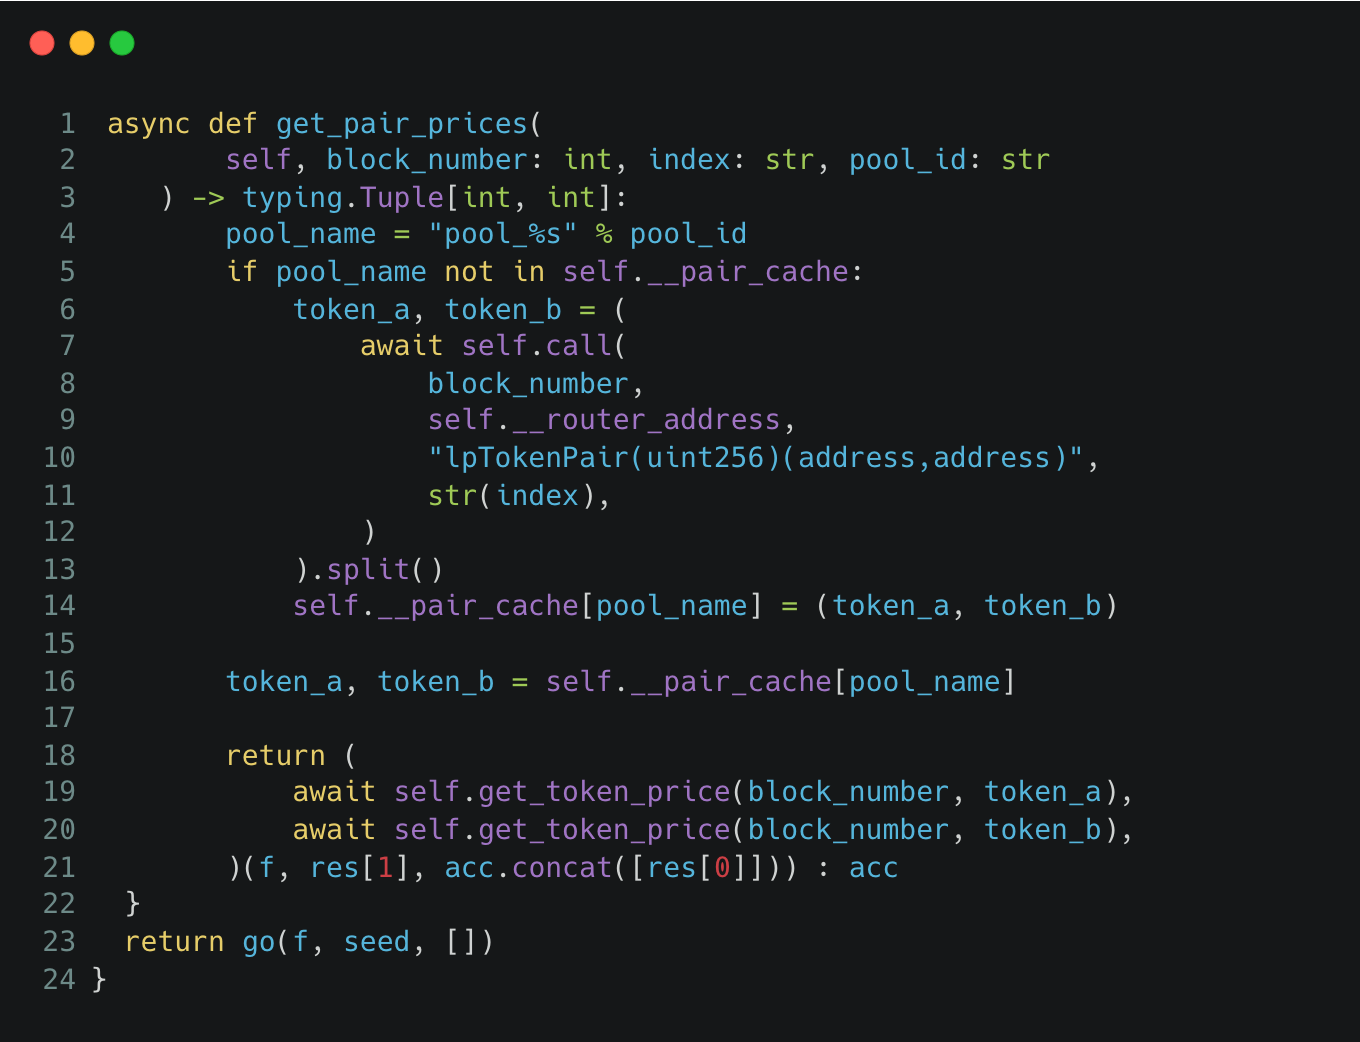 1 async def get_pair_prices(
2 self, block_number: int, index: str, pool_id: str
3 ) -> typing.Tuple[int, int]:
4 pool_name = "pool_%s" % pool_id
5 if pool_name not in self.__pair_cache:
6 token_a, token_b = (
7 await self.call(
8 block_number,
9 self.__router_address,
10 "lpTokenPair(uint256)(address,address)",
11 str(index),
12 )
13 ).split()
14 self.__pair_cache[pool_name] = (token_a, token_b)
15
16 token_a, token_b = self.__pair_cache[pool_name]
17
18 return (
19 await self.get_token_price(block_number, token_a),
20 await self.get_token_price(block_number, token_b),
21 )(f, res[1], acc.concat([res[0]])) : acc
22 }
23 return go(f, seed, [])
24 }